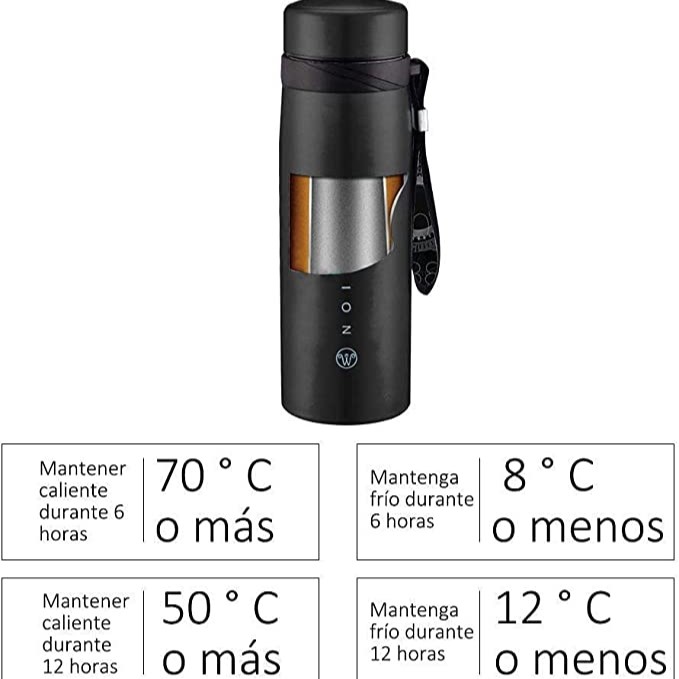 I
O
N
W
Mantener
caliente
durante 6
horas
70 ° C
o más
Mantenga
frío durante
6 horas
8 ° C
o menos
Mantener
caliente
durante
12 horas
50 ° C
o más
Mantenga
frío durante
12 horas
12 ° C
o menos